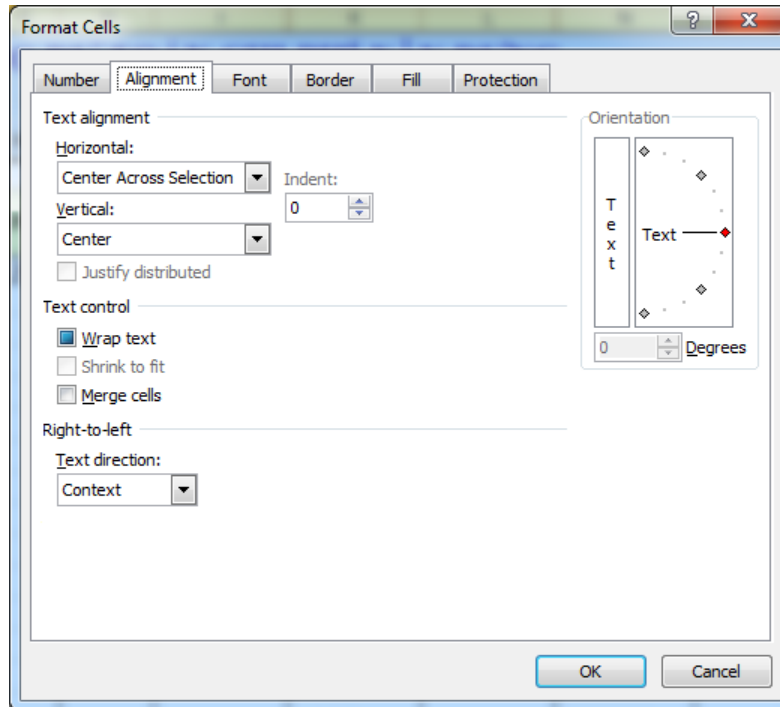 Format Cells
?
X
Number Alignment Font Border Fill Protection
Text alignment
Horizontal:
Center Across Selection
Indent:
0
Vertical:
Center
Justify distributed
Text control
Wrap text
Shrink to fit
Merge cells
Right-to-left
Text direction:
Context
Orientation
Text
Text
0 Degrees
OK Cancel